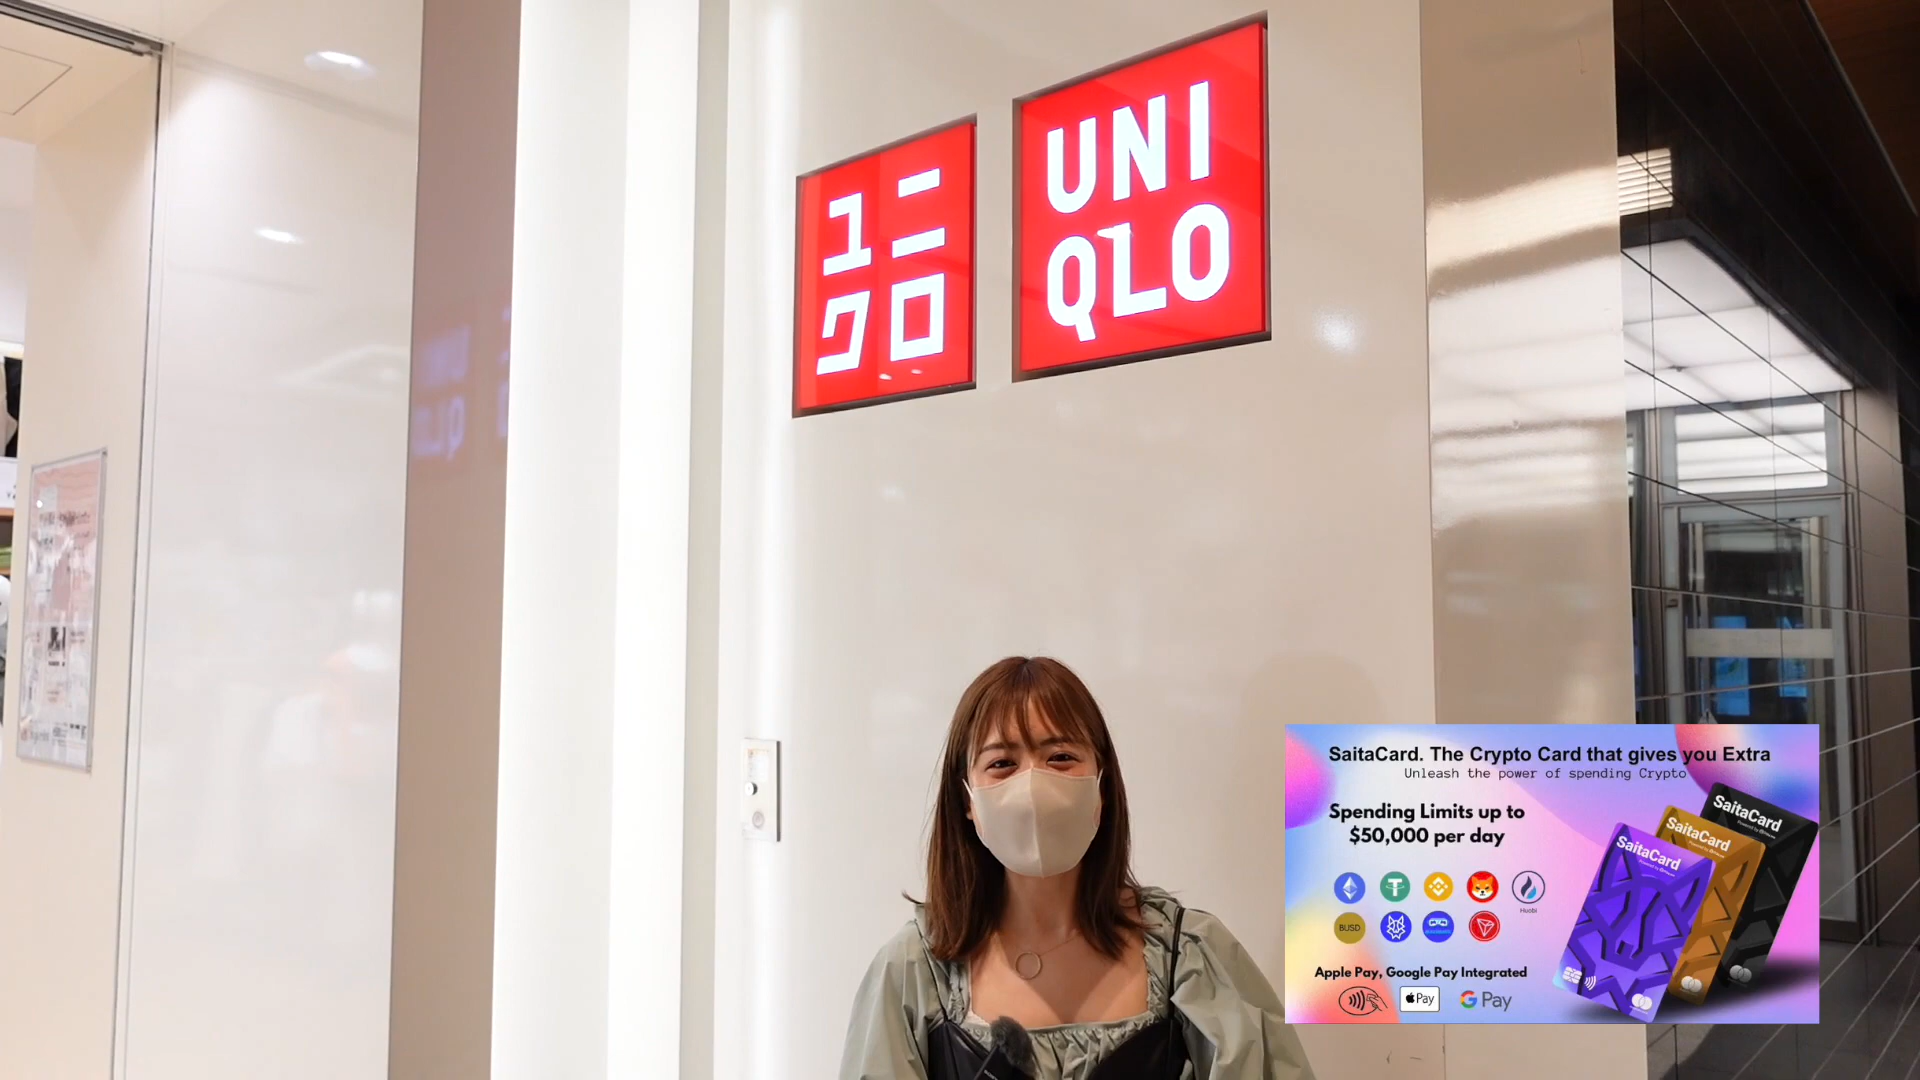 ユニ
クロ
UNI
QLO
SaitaCard. The Crypto Card that gives you Extra
Unleash the power of spending Crypto
Spending Limits up to
$50,000 per day
SaitaCard
SaitaCard
SaitaCard
Huobi
BUSD
Apple Pay, Google Pay Integrated
Pay
G Pay